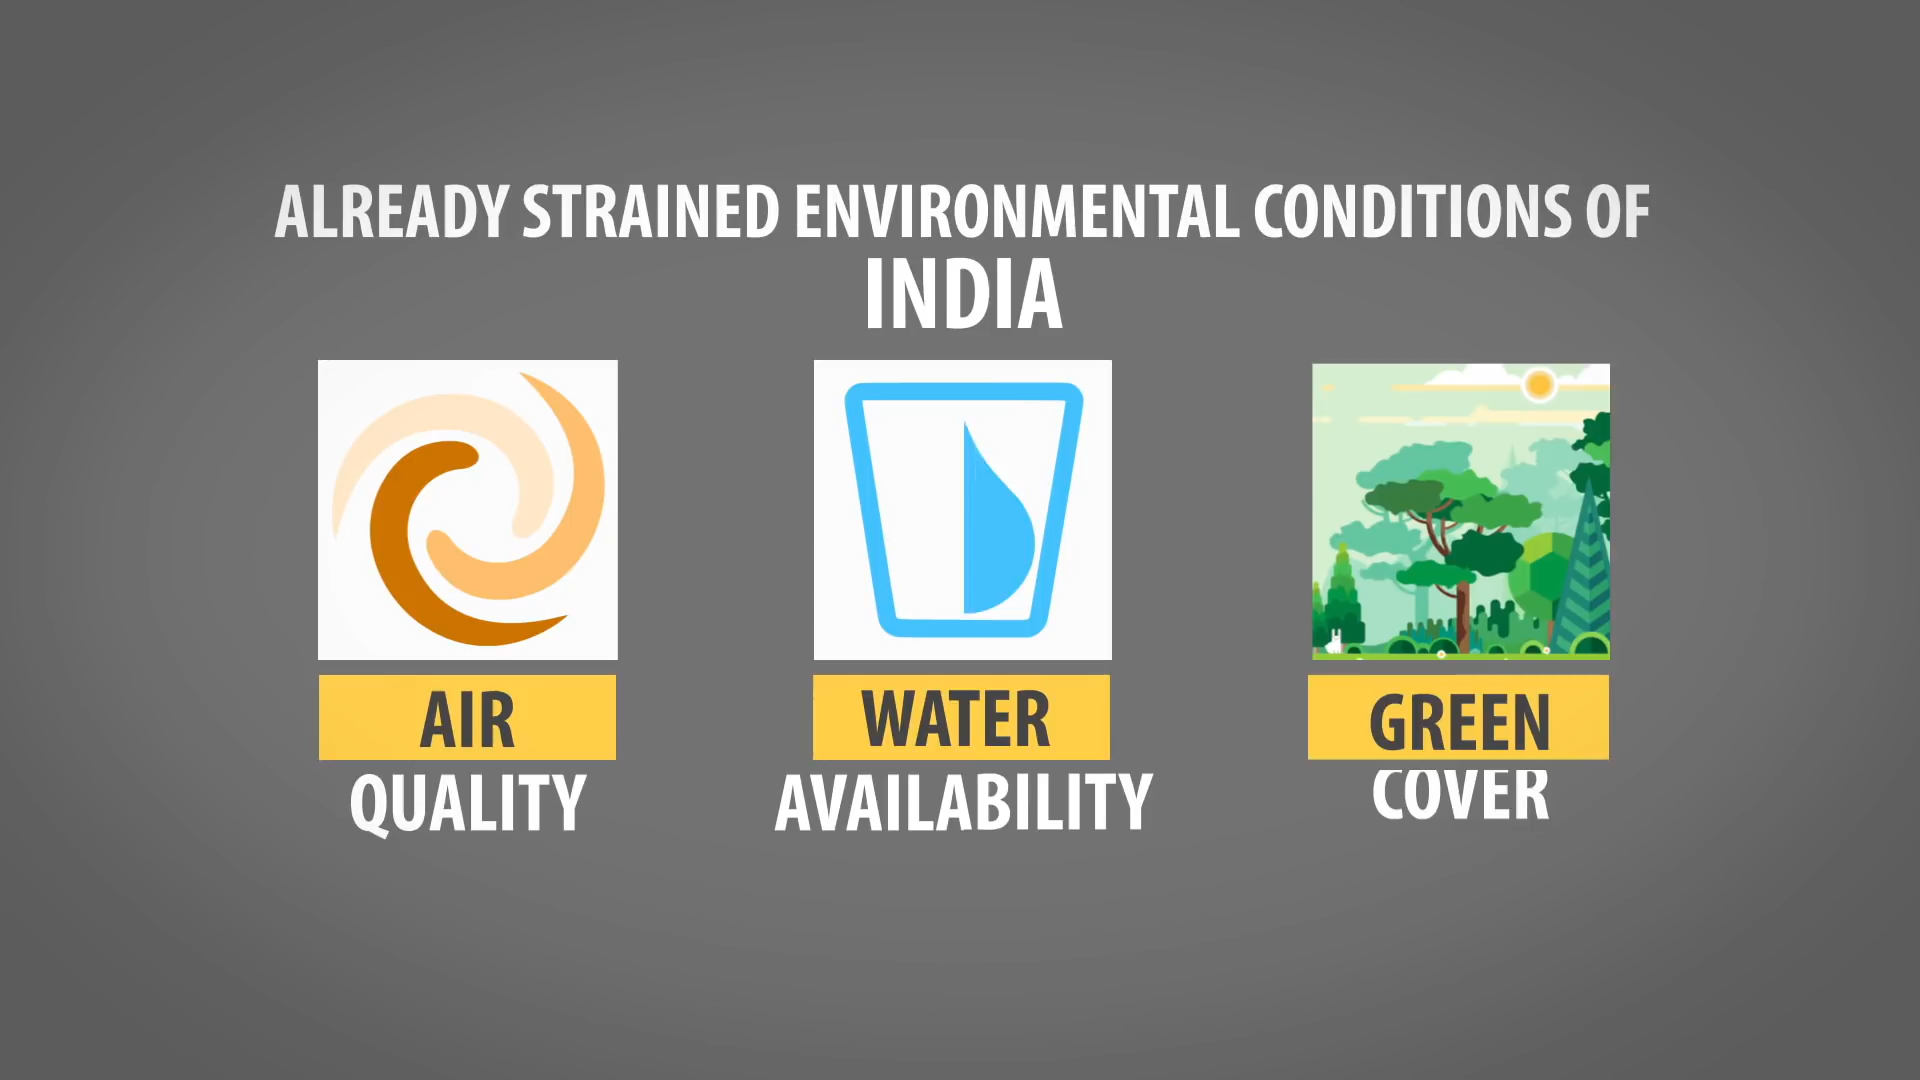 ALREADY STRAINED ENVIRONMENTAL CONDITIONS OF
INDIA
AIR
QUALITY
WATER
AVAILABILITY
GREEN
COVER